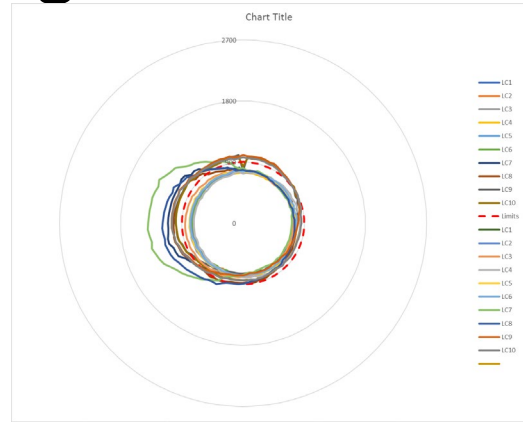 Chart Title
2700
1800
0
LC1
LC2
LC3
LC4
LC5
LC6
LC7
LC8
LC9
LC10
Limits
LC1
LC2
LC3
LC4
LC5
LC6
LC7
LC8
LC9
LC10